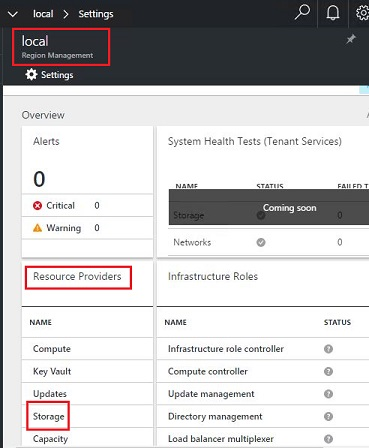 local > Settings
local
Region Management
Settings
Overview
Alerts
System Health Tests (Tenant Services)
0
NAME STATUS FAILED T
Critical 0
Coming soon
Storage 0
Warning 0
Networks 0
Resource Providers
Infrastructure Roles
NAME
NAME STATUS
Compute
Infrastructure role controller
Key Vault
Compute controller
Updates
Update management
Storage
Directory management
Capacity
Load balancer multiplexer